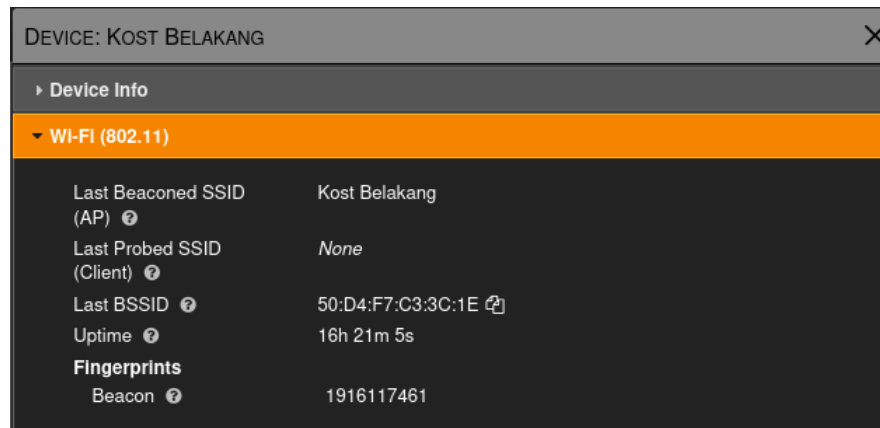 DEVICE: KOST BELAKANG
Device Info
Wi-Fi (802.11)
Last Beaconed SSID Kost Belakang
(AP)
Last Probed SSID None
(Client)
Last BSSID 50:D4:F7:C3:3C:1E
Uptime 16h 21m 5s
Fingerprints
Beacon 1916117461